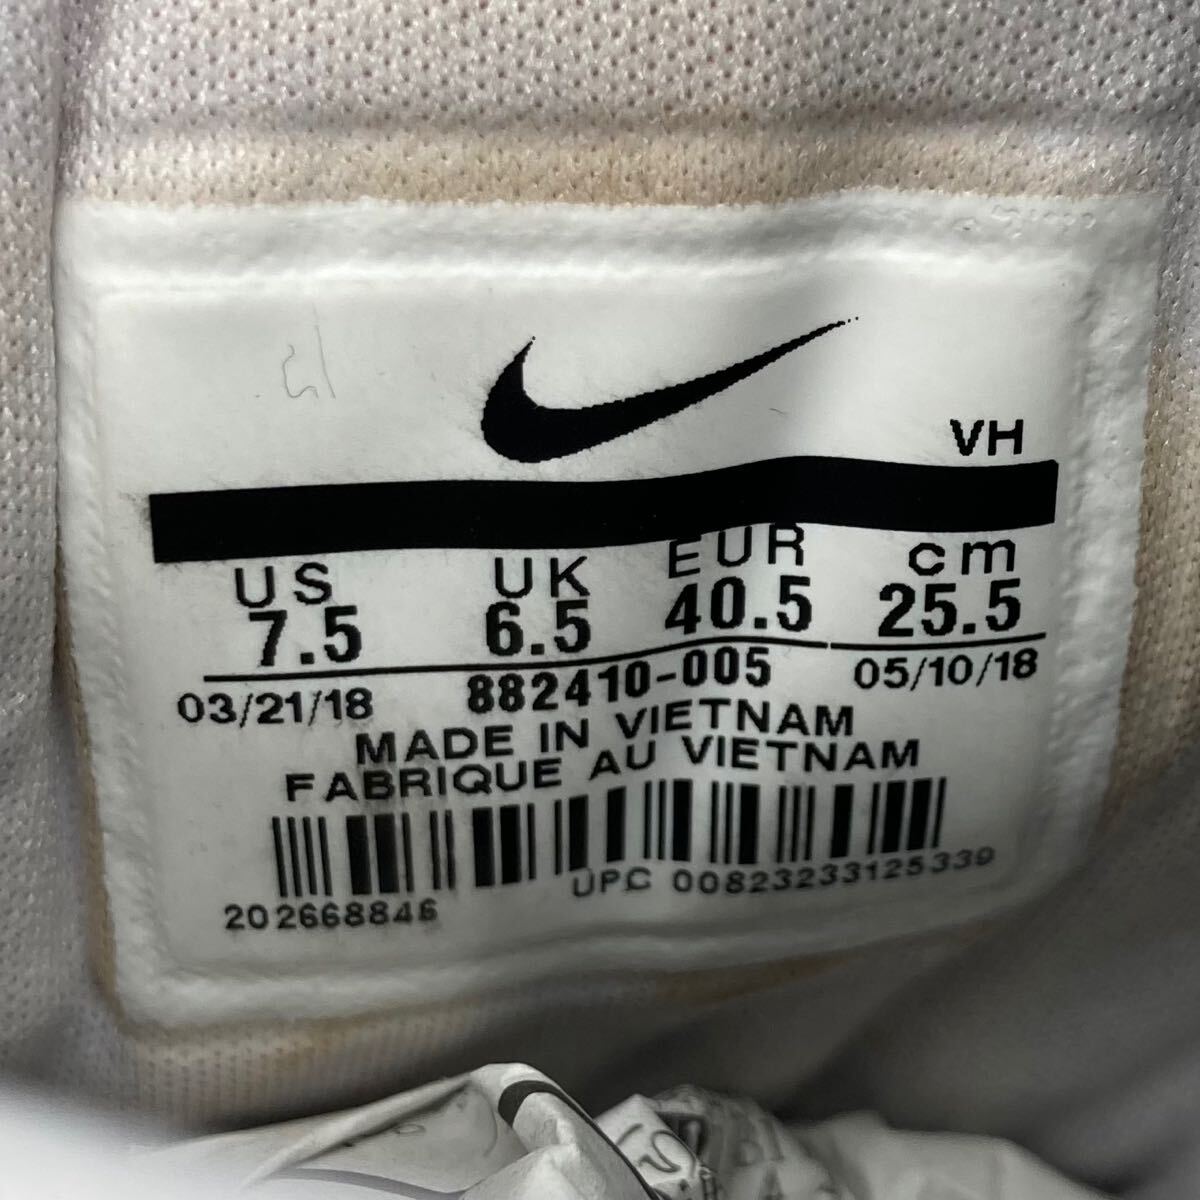 VH
US UK EUR cm
7.5 6.5 40.5 25.5
03/21/18 882410-005 05/10/18
MADE IN VIETNAM
FABRIQUE AU VIETNAM
UPC 00823233125339
202668846